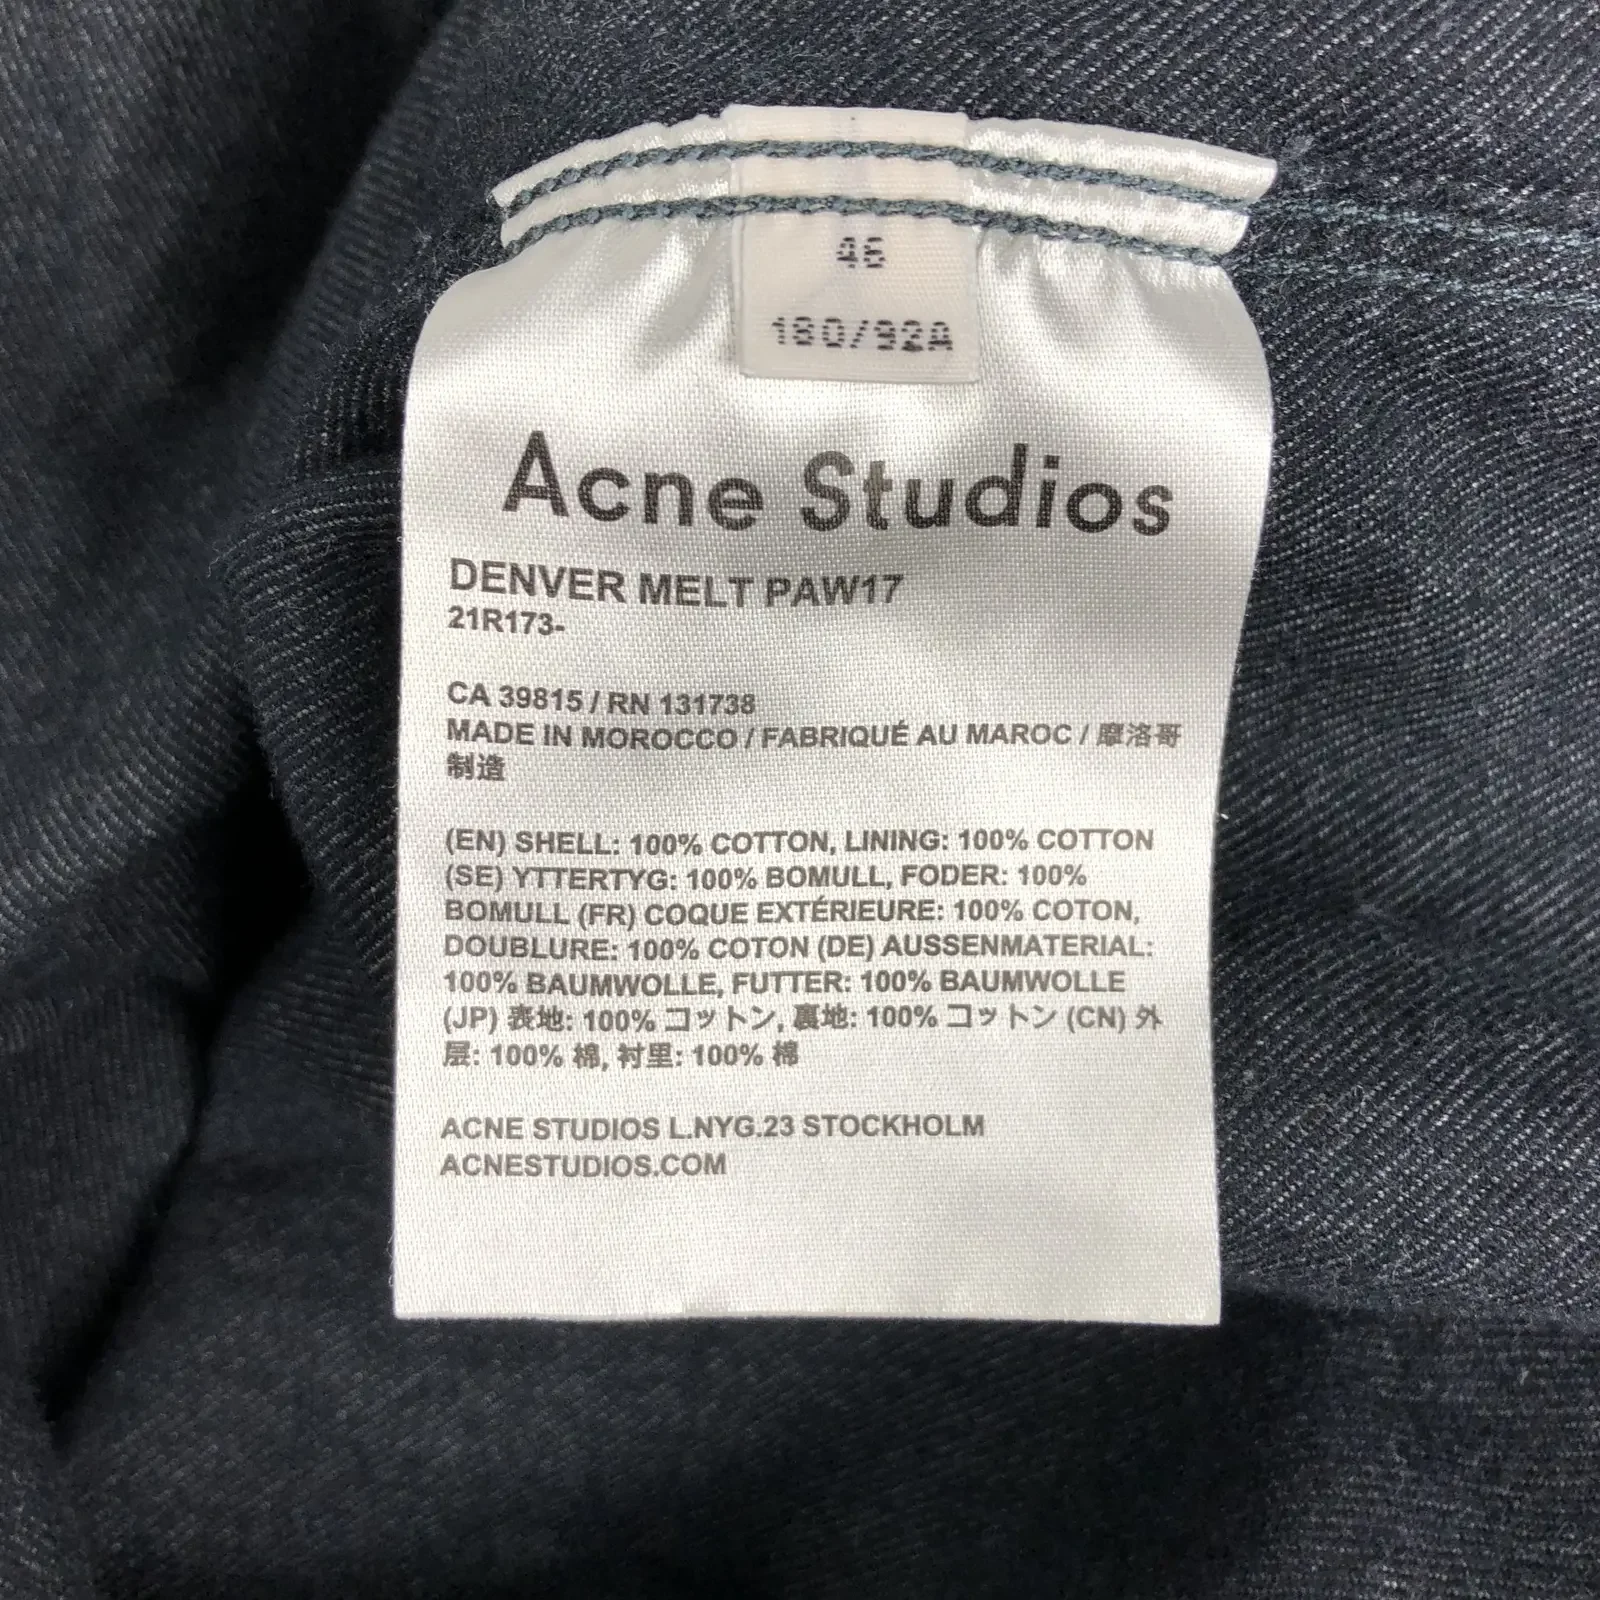 46
180/92A
Acne Studios
DENVER MELT PAW17
21R173-
CA 39815 / RN 131738
MADE IN MOROCCO / FABRIQUÉ AU MAROC / 摩洛哥
制造
(EN) SHELL: 100% COTTON, LINING: 100% COTTON
(SE) YTTERTYG: 100% BOMULL, FODER: 100%
BOMULL (FR) COQUE EXTÉRIEURE: 100% COTON,
DOUBLURE: 100% COTON (DE) AUSSENMATERIAL:
100% BAUMWOLLE, FUTTER: 100% BAUMWOLLE
(JP) 表地: 100% コットン, 裏地: 100% コットン (CN) 外
层: 100% 棉, 衬里: 100% 棉
ACNE STUDIOS L.NYG.23 STOCKHOLM
ACNESTUDIOS.COM